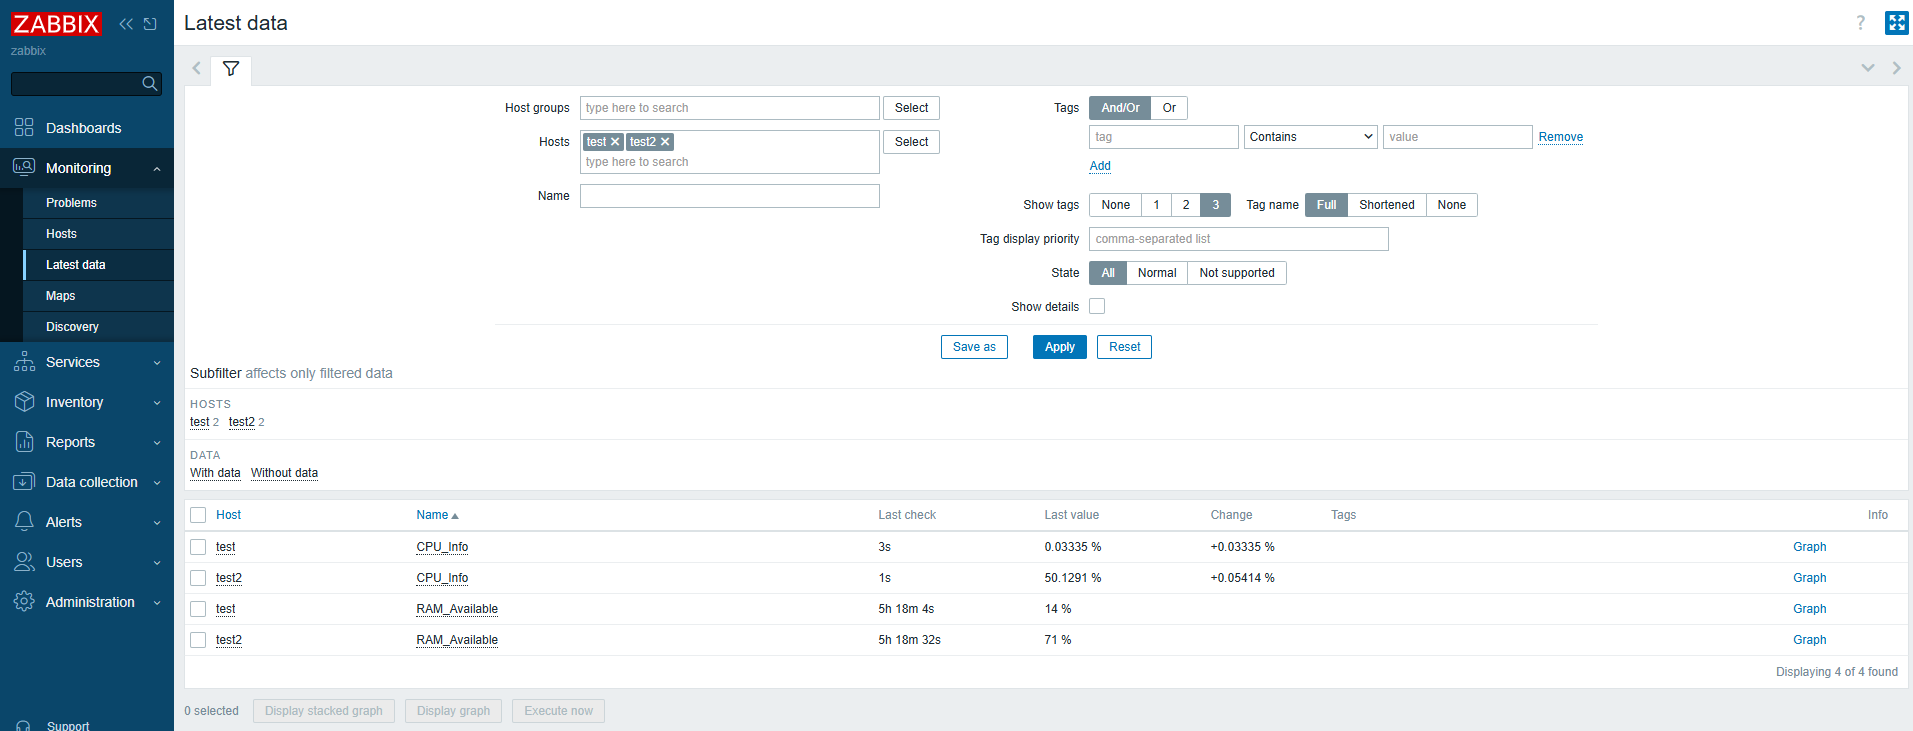 ZABBIX
zabbix
Dashboards
Monitoring
Problems
Hosts
Latest data
Maps
Discovery
Services
Inventory
Reports
Data collection
Alerts
Users
Administration
Support
Latest data
?
Host groups type here to search Select
Hosts test test2 Select
type here to search
Name
Tags And/Or Or
tag Contains value Remove
Add
Show tags None 1 2 3 Tag name Full Shortened None
Tag display priority comma-separated list
State All Normal Not supported
Show details
Save as Apply Reset
Subfilter affects only filtered data
HOSTS
test 2 test2 2
DATA
With data Without data
Host Name Last check Last value Change Tags Info
test CPU_Info 3s 0.03335 % +0.03335 % Graph
test2 CPU_Info 1s 50.1291 % +0.05414 % Graph
test RAM_Available 5h 18m 4s 14 % Graph
test2 RAM_Available 5h 18m 32s 71 % Graph
Displaying 4 of 4 found
0 selected Display stacked graph Display graph Execute now